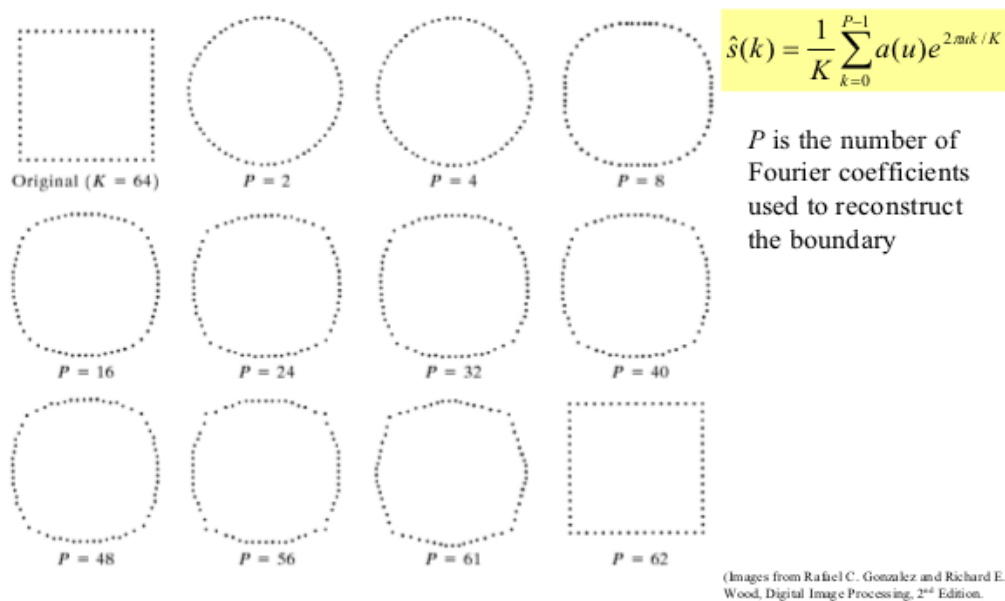 Original (K = 64)
P = 2
P = 4
P = 8
ŝ(k) = 1/K ∑_{k=0}^{P-1} a(u)e^{2πuk/K}
P is the number of
Fourier coefficients
used to reconstruct
the boundary
P = 16
P = 24
P = 32
P = 40
P = 48
P = 56
P = 61
P = 62
(Images from Rafael C. Gonzalez and Richard E.
Wood, Digital Image Processing, 2nd Edition.